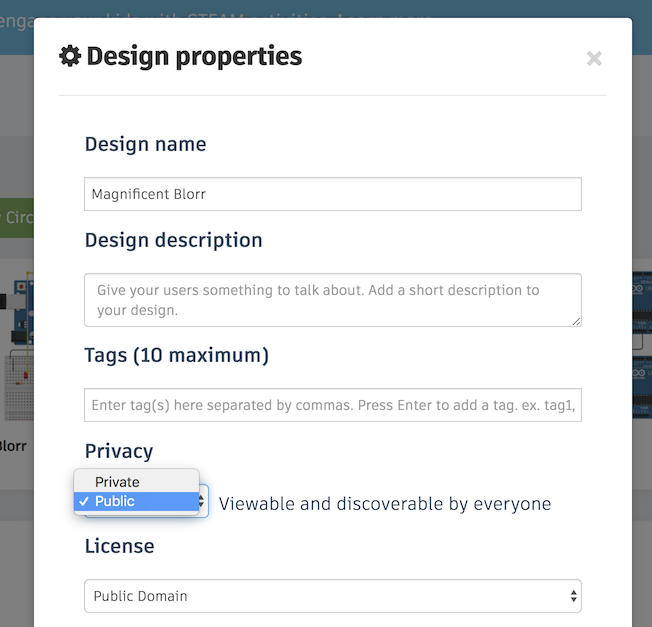 Design properties
Design name
Magnificent Blorr
Design description
Give your users something to talk about. Add a short description to
your design.
Tags (10 maximum)
Enter tag(s) here separated by commas. Press Enter to add a tag. ex. tag1,
Privacy
Private
✓ Public
Viewable and discoverable by everyone
License
Public Domain
Circ
Blorr